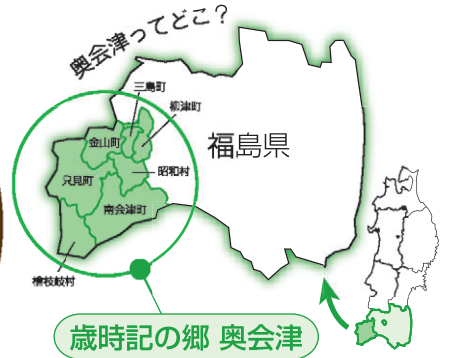 奥会津ってどこ？
三島町
柳津町
金山町
福島県
昭和村
只見町
南会津町
檜枝岐村
歳時記の郷 奥会津